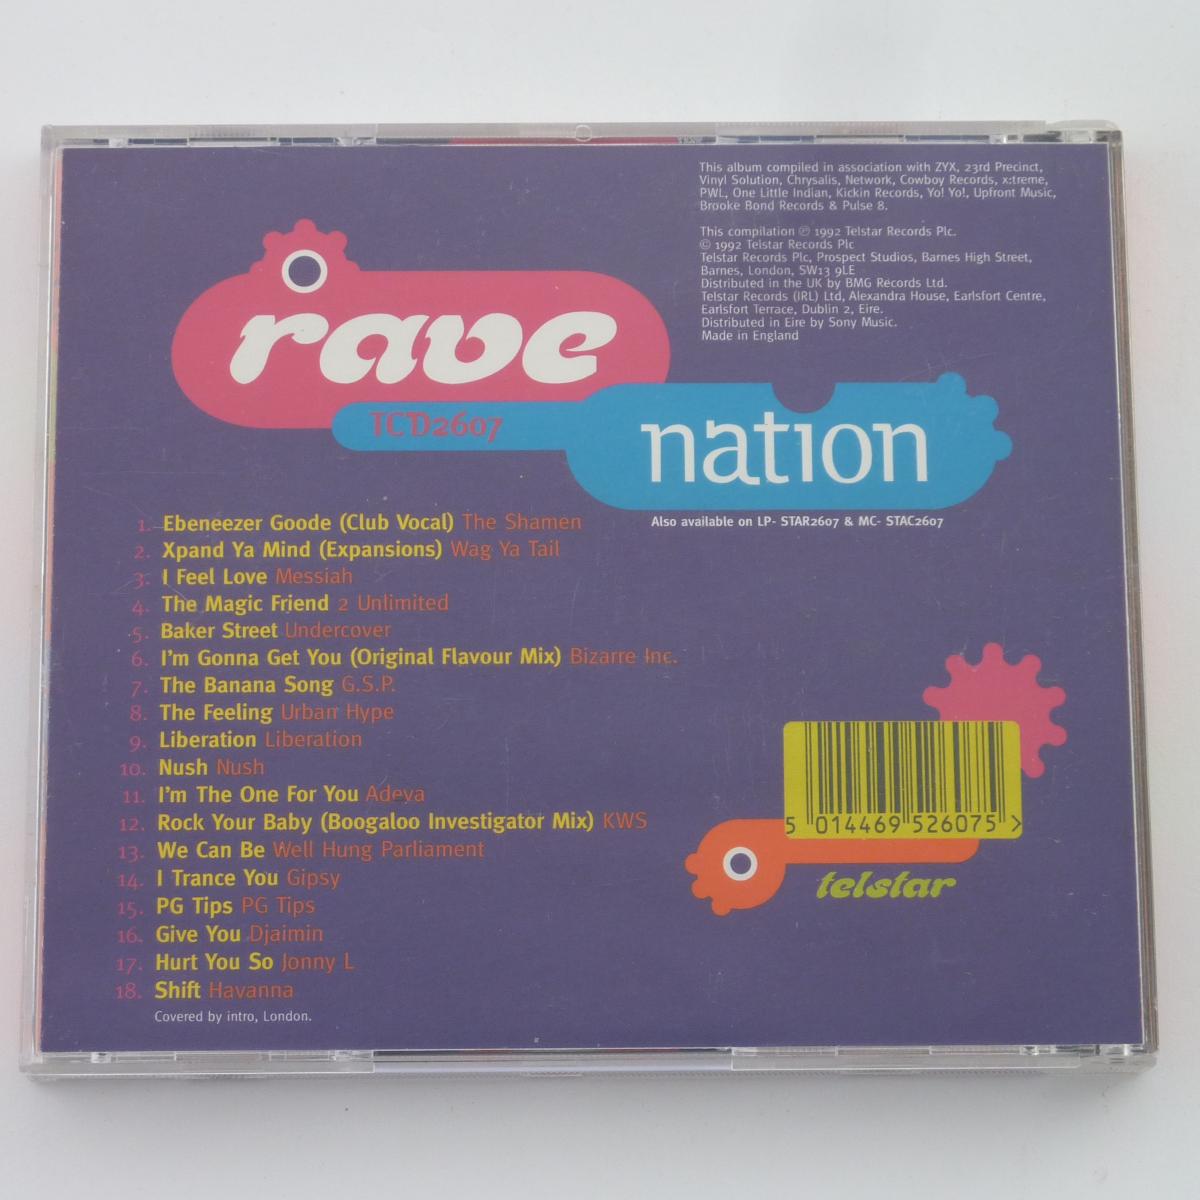 This album compiled in association with ZYX, 23rd Precinct,
Vinyl Solution, Chrysalis, Network, Cowboy Records, x:treme,
PWL, One Little Indian, Kickin Records, Yo! Yo!, Upfront Music,
Brooke Bond Records & Pulse 8.
This compilation ℗ 1992 Telstar Records Plc.
© 1992 Telstar Records Plc
Telstar Records Plc, Prospect Studios, Barnes High Street,
Barnes, London, SW13 9LE
Distributed in the UK by BMG Records Ltd.
Telstar Records (IRL) Ltd, Alexandra House, Earlsfort Centre,
Earlsfort Terrace, Dublin 2, Eire.
Distributed in Eire by Sony Music.
Made in England
rave
TCD2607
nation
Also available on LP- STAR2607 & MC- STAC2607
1. Ebeneezer Goode (Club Vocal) The Shamen
2. Xpand Ya Mind (Expansions) Wag Ya Tail
3. I Feel Love Messiah
4. The Magic Friend 2 Unlimited
5. Baker Street Undercover
6. I'm Gonna Get You (Original Flavour Mix) Bizarre Inc.
7. The Banana Song G.S.P.
8. The Feeling Urban Hype
9. Liberation Liberation
10. Nush Nush
11. I'm The One For You Adeva
12. Rock Your Baby (Boogaloo Investigator Mix) KWS
13. We Can Be Well Hung Parliament
14. I Trance You Gipsy
15. PG Tips PG Tips
16. Give You Djaimin
17. Hurt You So Jonny L
18. Shift Havanna
Covered by intro, London.
5 014469 526075 >
telstar